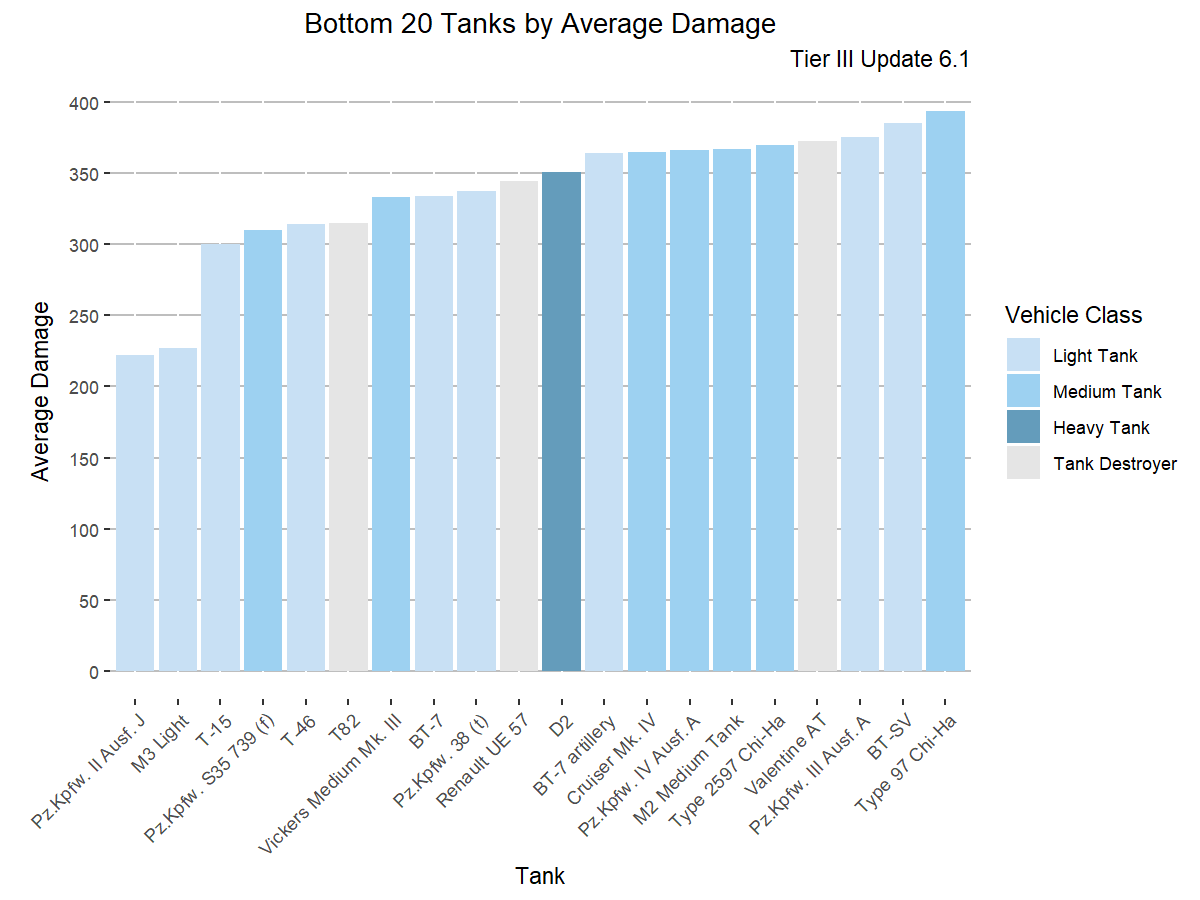 Bottom 20 Tanks by Average Damage
Tier III Update 6.1
Average Damage
400
350
300
250
200
150
100
50
0
Pz.Kpfw. II Ausf. J
M3 Light
T-15
Pz.Kpfw. S35 739 (f)
T-46
T82
Vickers Medium Mk. III
BT-7
Pz.Kpfw. 38 (t)
Renault UE 57
D2
BT-7 artillery
Cruiser Mk. IV
Pz.Kpfw. IV Ausf. A
M2 Medium Tank
Type 2597 Chi-Ha
Valentine AT
Pz.Kpfw. III Ausf. A
BT-SV
Type 97 Chi-Ha
Tank
Vehicle Class
Light Tank
Medium Tank
Heavy Tank
Tank Destroyer